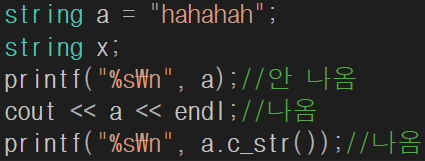 string a = "hahahah";
string x;
printf("%s₩n", a);//안 나옴
cout << a << endl;//나옴
printf("%s₩n", a.c_str());//나옴